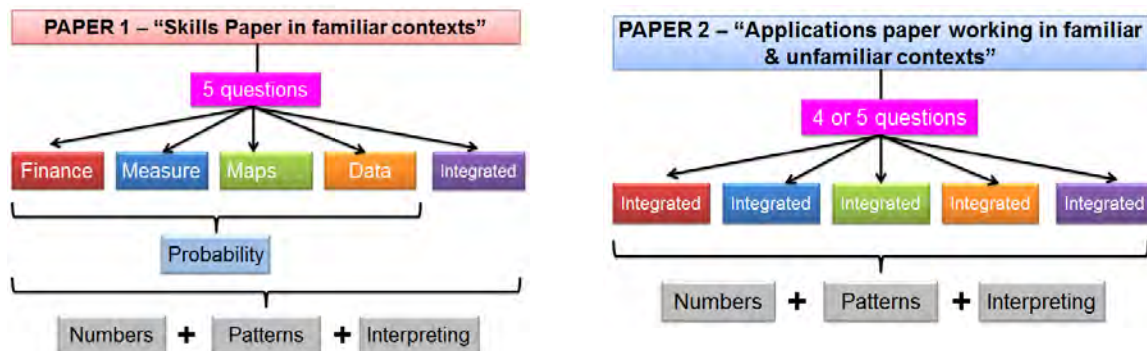 PAPER 1 – “Skills Paper in familiar contexts”
5 questions
Finance
Measure
Maps
Data
Integrated
Probability
Numbers + Patterns + Interpreting
PAPER 2 – “Applications paper working in familiar
& unfamiliar contexts”
4 or 5 questions
Integrated
Integrated
Integrated
Integrated
Integrated
Numbers + Patterns + Interpreting